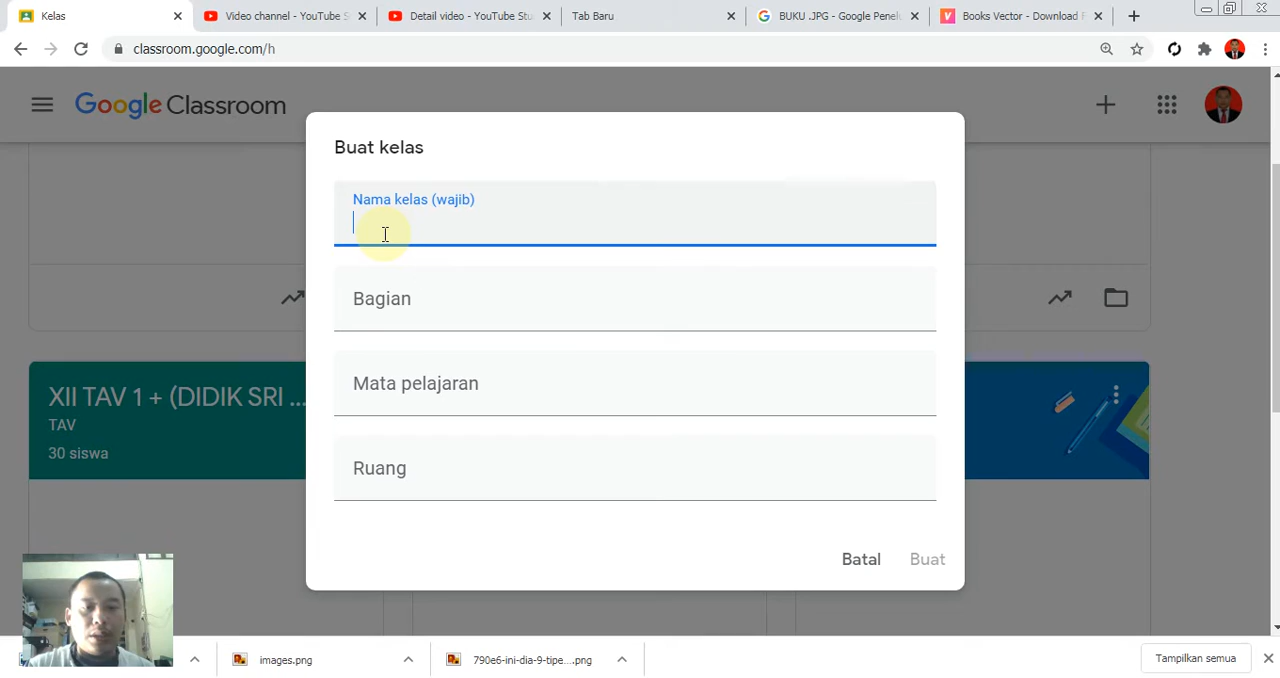 Kelas
Video channel - YouTube S
Detail video - YouTube Stu
Tab Baru
BUKU .JPG - Google Penelu
Books Vector - Download F
classroom.google.com/h
Google Classroom
Buat kelas
Nama kelas (wajib)
Bagian
Mata pelajaran
Ruang
Batal
Buat
XII TAV 1 + (DIDIK SRI ...
TAV
30 siswa
images.png
790e6-ini-dia-9-tipe....png
Tampilkan semua